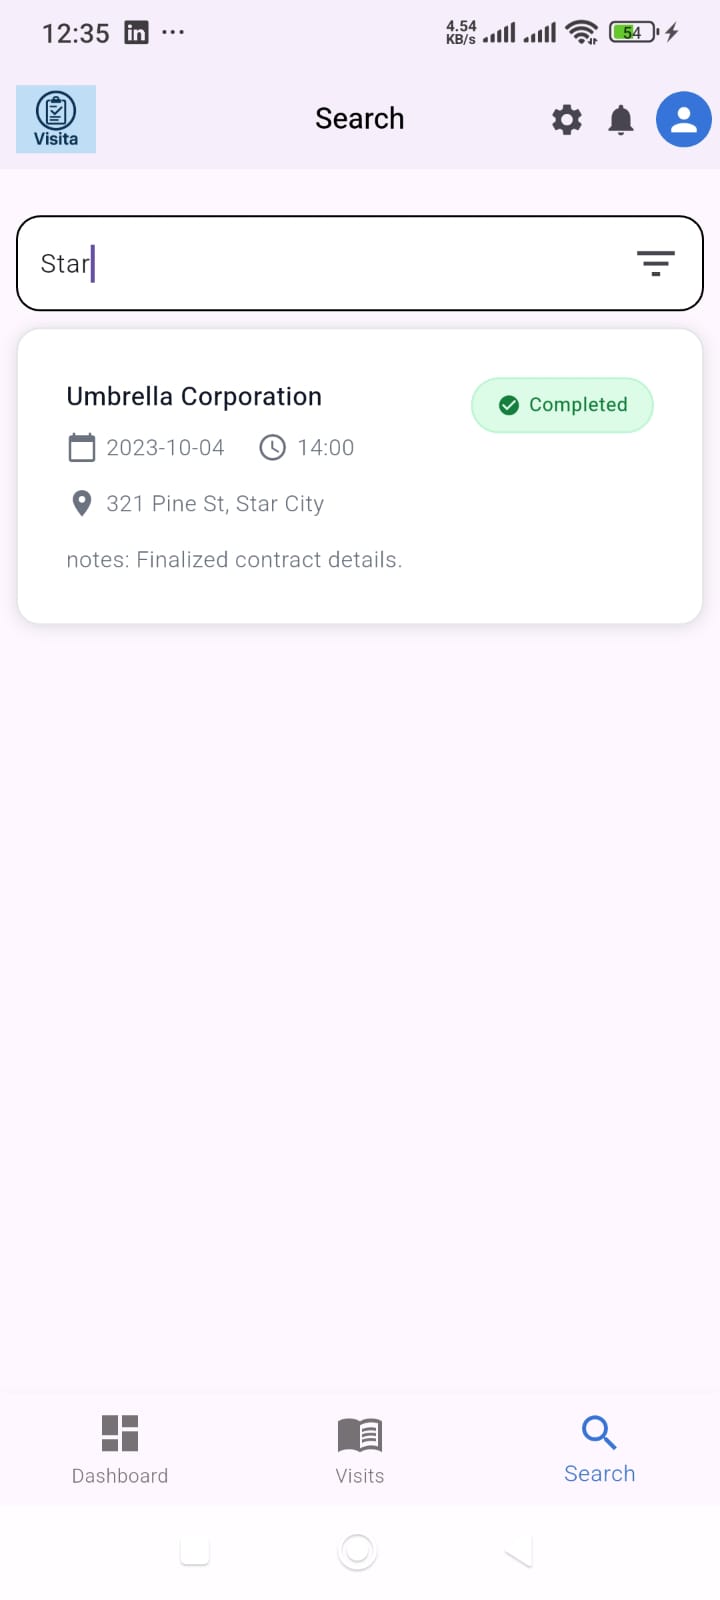 12:35 in ... 4.54 KB/s 54
Visita
Search
Star
Umbrella Corporation
Completed
2023-10-04 14:00
321 Pine St, Star City
notes: Finalized contract details.
Dashboard Visits Search